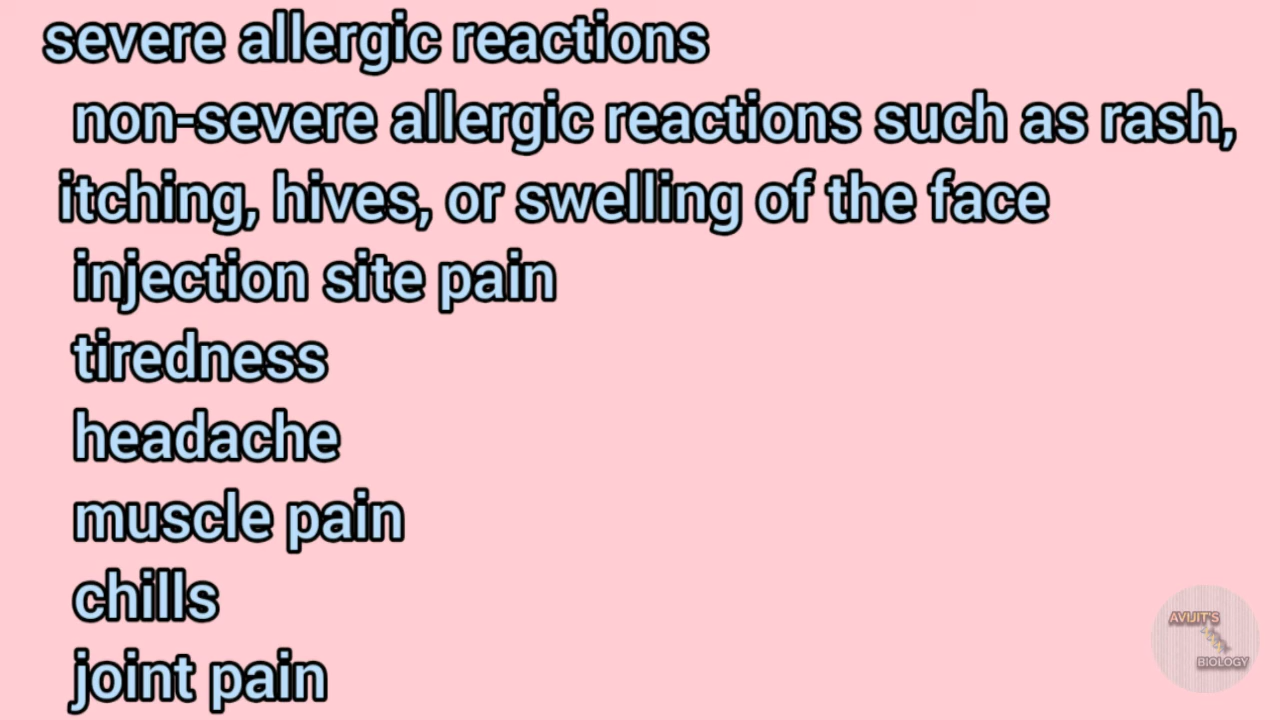 severe allergic reactions
non-severe allergic reactions such as rash,
itching, hives, or swelling of the face
injection site pain
tiredness
headache
muscle pain
chills
joint pain
AVIJIT'S
BIOLOGY